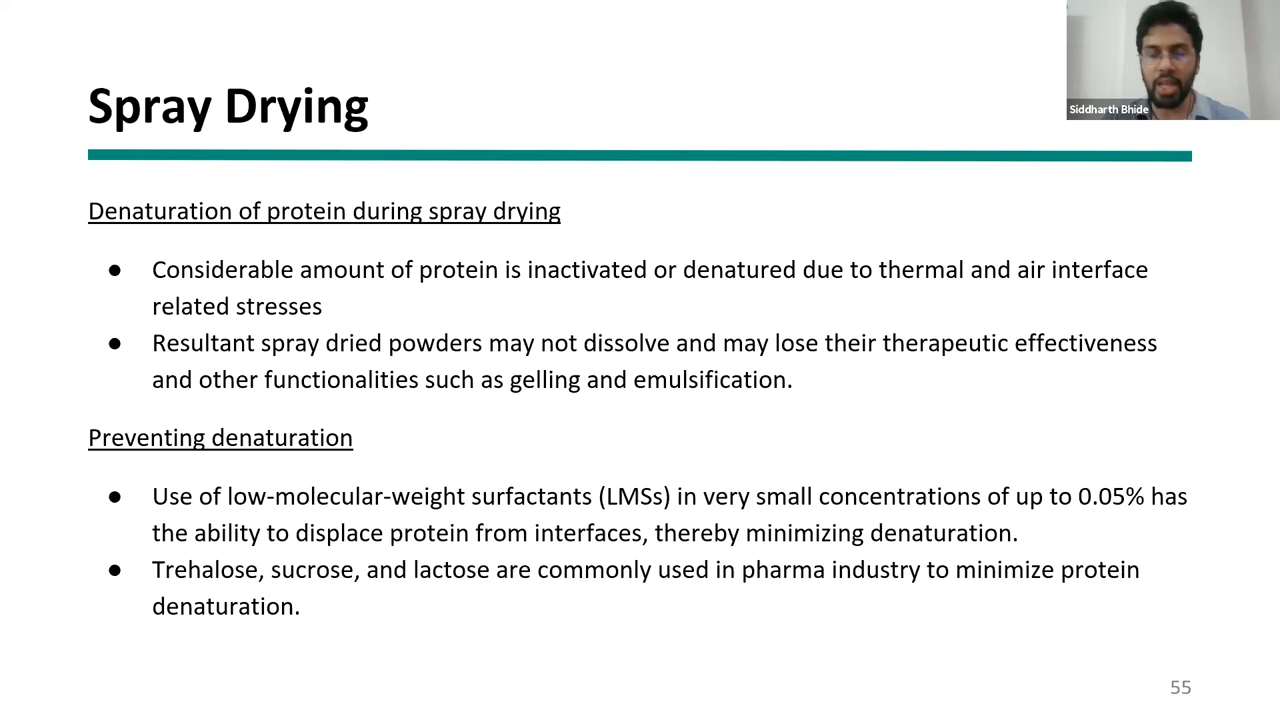 Siddharth Bhide
Spray Drying
Denaturation of protein during spray drying
● Considerable amount of protein is inactivated or denatured due to thermal and air interface
related stresses
● Resultant spray dried powders may not dissolve and may lose their therapeutic effectiveness
and other functionalities such as gelling and emulsification.
Preventing denaturation
● Use of low-molecular-weight surfactants (LMSs) in very small concentrations of up to 0.05% has
the ability to displace protein from interfaces, thereby minimizing denaturation.
● Trehalose, sucrose, and lactose are commonly used in pharma industry to minimize protein
denaturation.
55